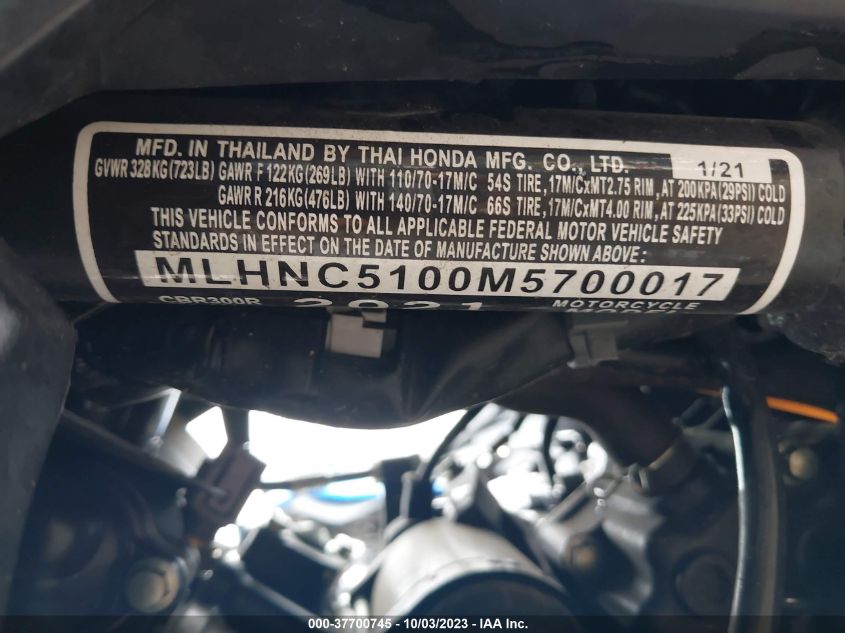 MFD. IN THAILAND BY THAI HONDA MFG. CO., LTD. 1/21
GVWR 328KG(723LB) GAWR F 122KG(269LB) WITH 110/70-17M/C 54S TIRE, 17M/CxMT2.75 RIM, AT 200KPA(29PSI) COLD
GAWR R 216KG(476LB) WITH 140/70-17M/C 66S TIRE, 17M/CxMT4.00 RIM, AT 225KPA(33PSI) COLD
THIS VEHICLE CONFORMS TO ALL APPLICABLE FEDERAL MOTOR VEHICLE SAFETY
STANDARDS IN EFFECT ON THE DATE OF MANUFACTURE SHOWN ABOVE:
MLHNC5100M5700017
CBR300R 2021 MOTORCYCLE
000-37700745 - 10/03/2023 - IAA Inc.